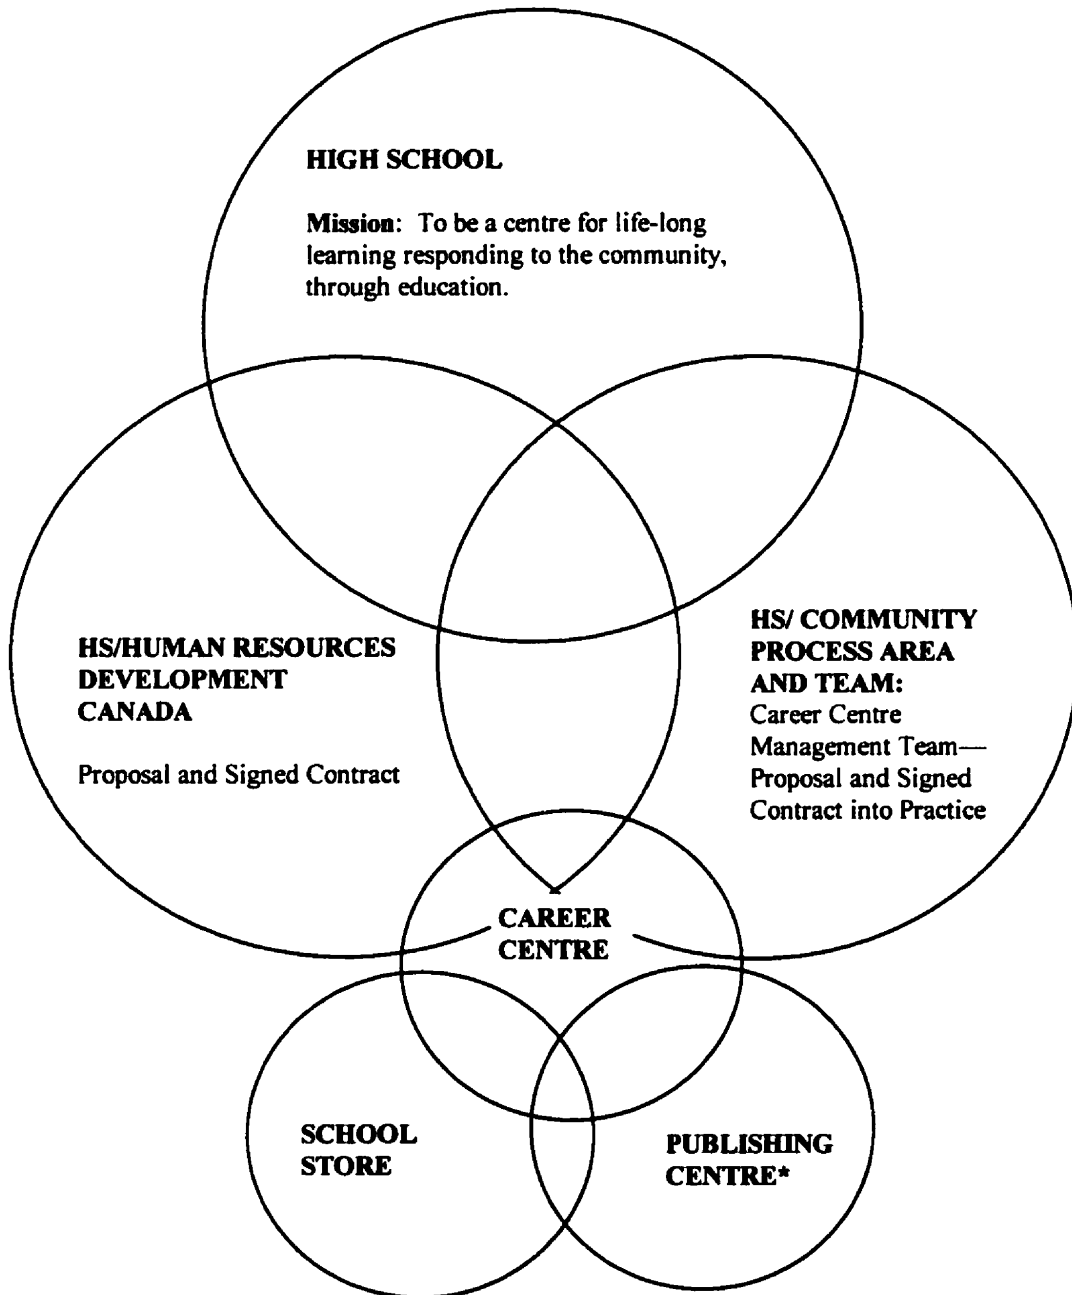 HIGH SCHOOL
Mission: To be a centre for life-long
learning responding to the community,
through education.
HS/HUMAN RESOURCES
DEVELOPMENT
CANADA
Proposal and Signed Contract
HS/ COMMUNITY
PROCESS AREA
AND TEAM:
Career Centre
Management Team—
Proposal and Signed
Contract into Practice
CAREER
CENTRE
SCHOOL
STORE
PUBLISHING
CENTRE*